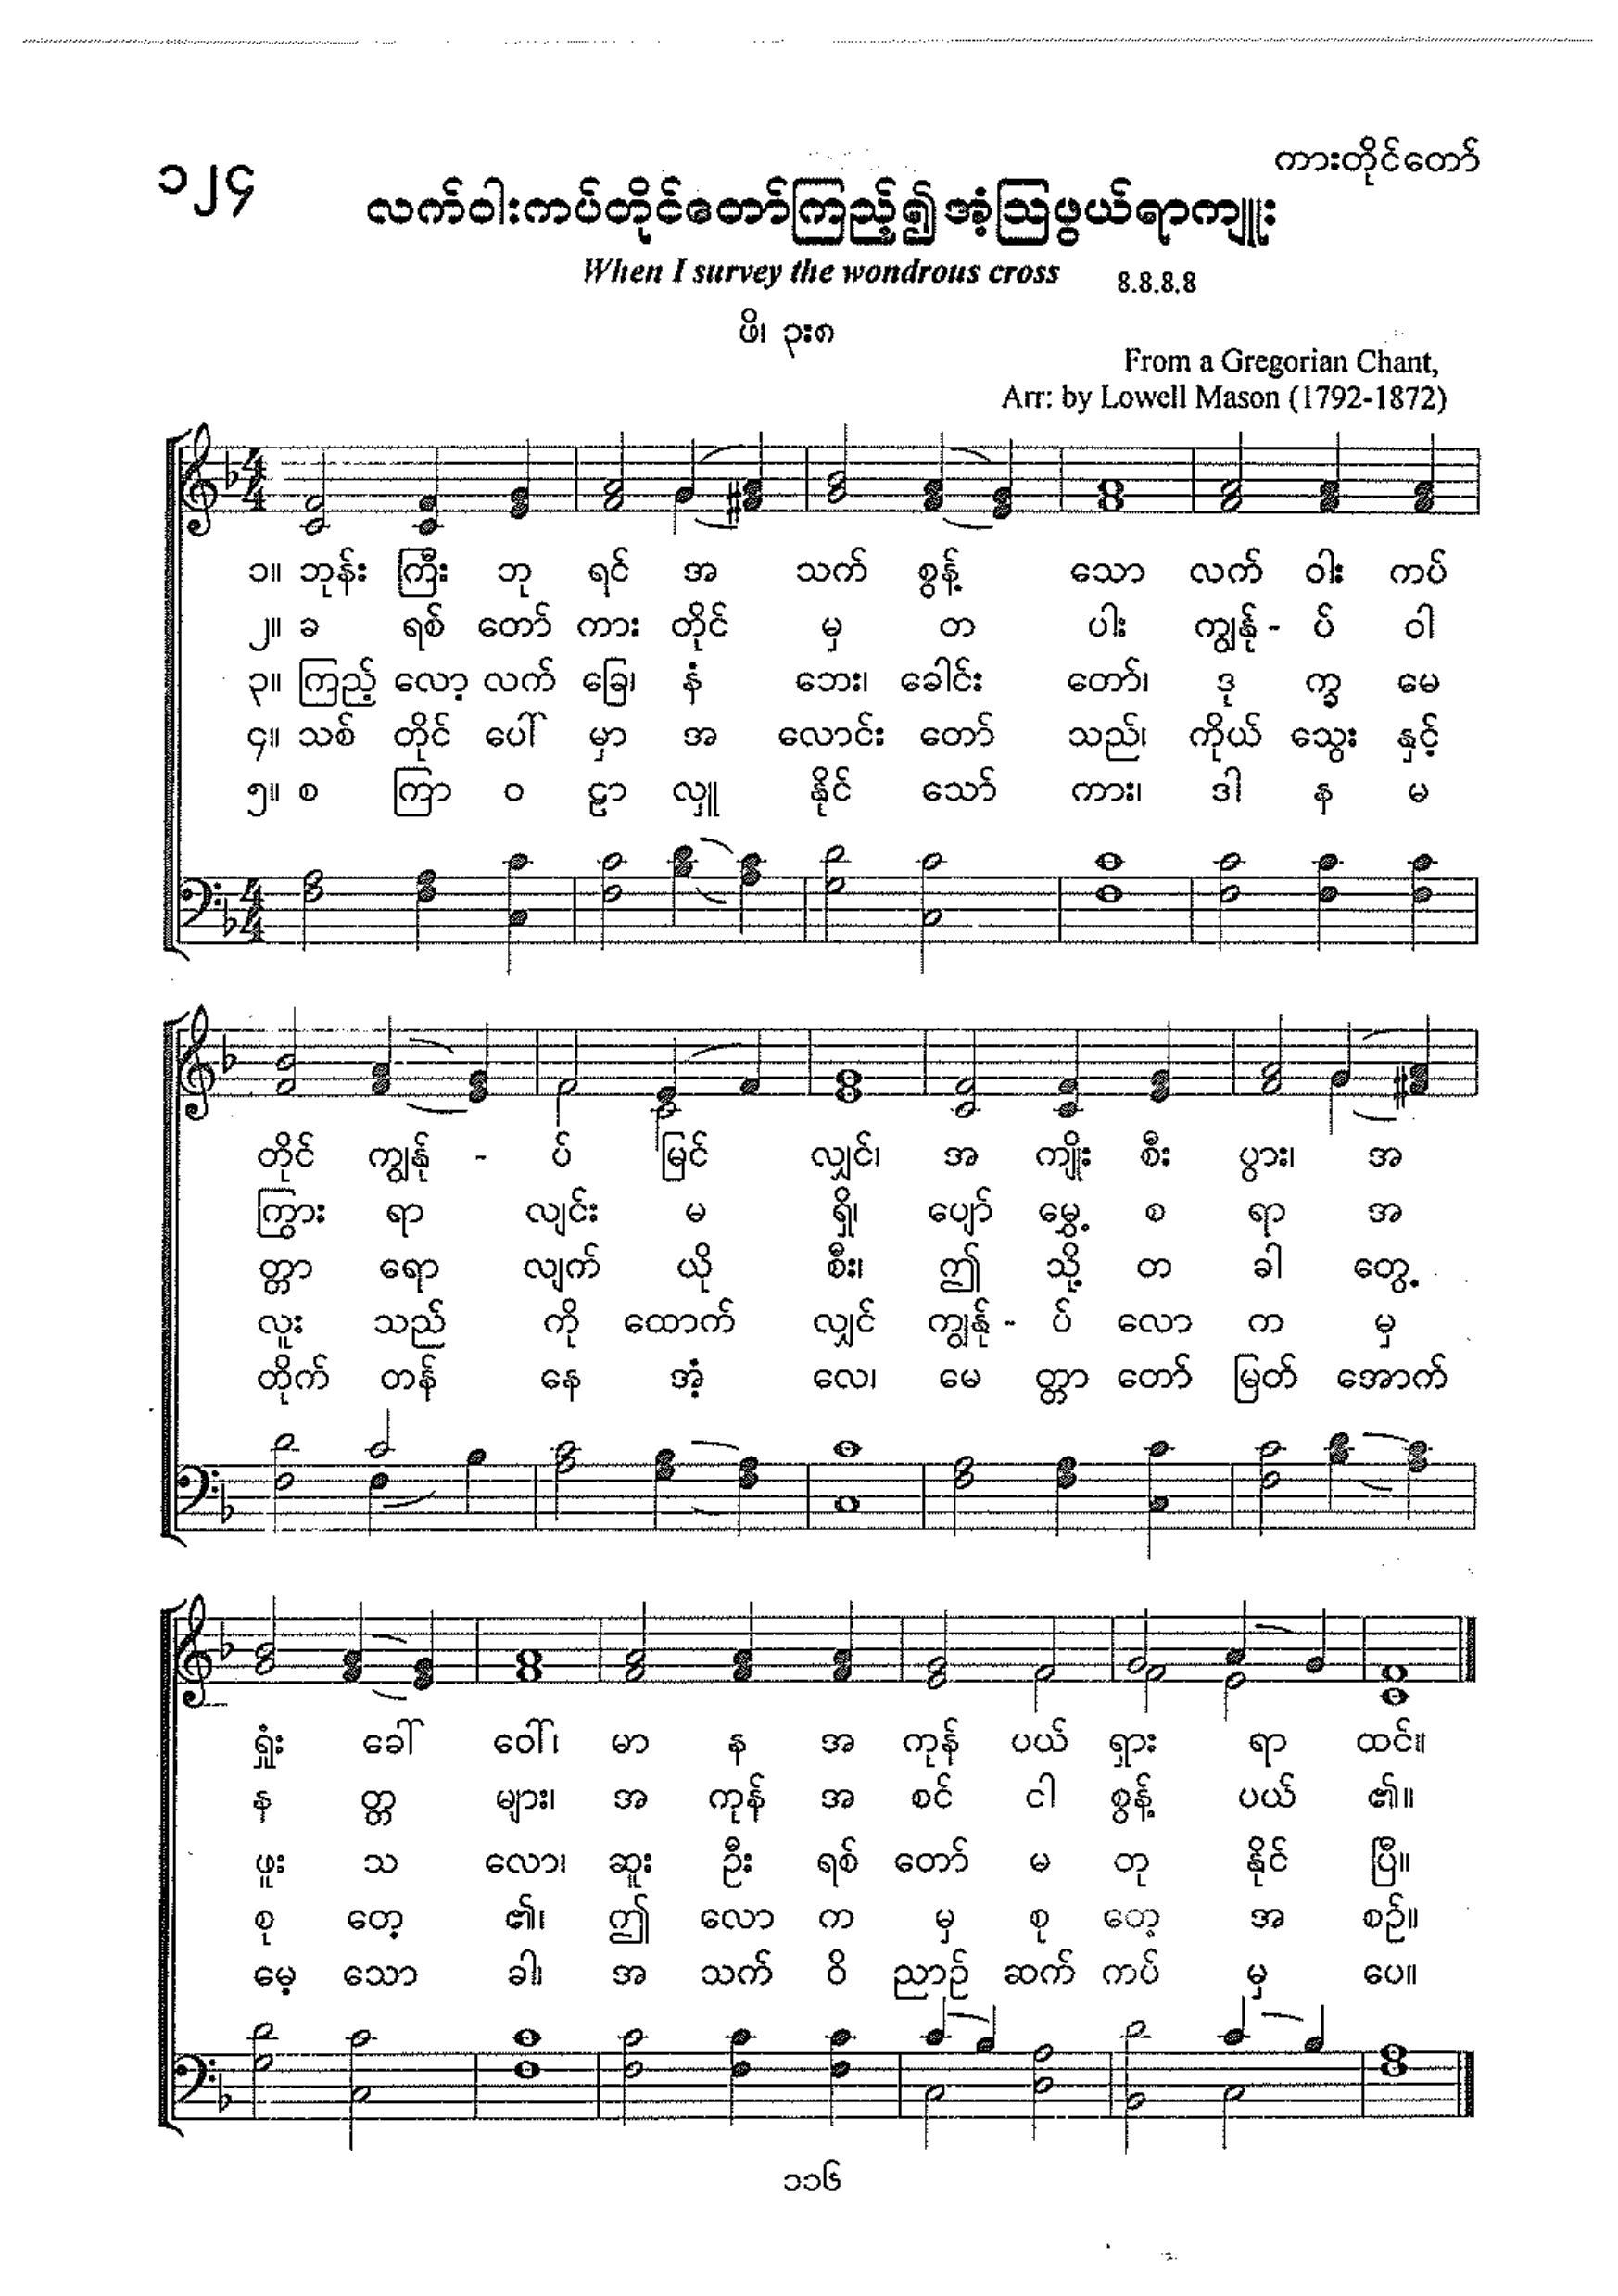 ကားတိုင်တော်
၁၂၄
လက်ဝါးကပ်တိုင်တော်ကြည့်၍အံ့ဩဖွယ်ရာကျူး
When I survey the wondrous cross 8.8.8.8
ဖိ၊ ၃း၈
From a Gregorian Chant,
Arr: by Lowell Mason (1792-1872)
၁။ ဘုန်း ကြီး ဘု ရင် အ သက် စွန့် သော လက် ဝါး ကပ်
၂။ ခ ရစ် တော် ကား တိုင် မှ တ ပါး ကျွန်ု - ပ် ဝါ
၃။ ကြည့် လော့ လက် ခြေ၊ နံ ဘေး၊ ခေါင်း တော်၊ ဒု က္ခ မေ
၄။ သစ် တိုင် ပေါ် မှာ အ လောင်း တော် သည်၊ ကိုယ် သွေး နှင့်
၅။ စ ကြာ ဝ ဠာ လှူ နိုင် သော် ကား၊ ဒါ န မ
တိုင် ကျွန်ု - ပ် မြင် လျှင်၊ အ ကျိုး စီး ပွား၊ အ
ကြွား ရာ လျင်း မ ရှိ၊ ပျော် မွေ့ စ ရာ အ
တ္တာ ရော လျက် ယို စီး၊ ဤ သို့ တ ခါ တွေ့
လူး သည် ကို ထောက် လျှင် ကျွန်ု - ပ် လော က မှ
ထိုက် တန် နေ အံ့ လေ၊ မေ တ္တာ တော် မြတ် အောက်
ရှုံး ခေါ် ဝေါ်၊ မာ န အ ကုန် ပယ် ရှား ရာ ထင်။
န တ္တ များ၊ အ ကုန် အ စင် ငါ စွန့် ပယ် ၏။
ဖူး သ လော၊ ဆူး ဦး ရစ် တော် မ တု နိုင် ပြီ။
စု တေ့ ၏၊ ဤ လော က မှ စု တေ့ အ စဉ်။
မေ့ သော ခါ၊ အ သက် ဝိ ညာဉ် ဆက် ကပ် မှ ပေ။
၁၁၆